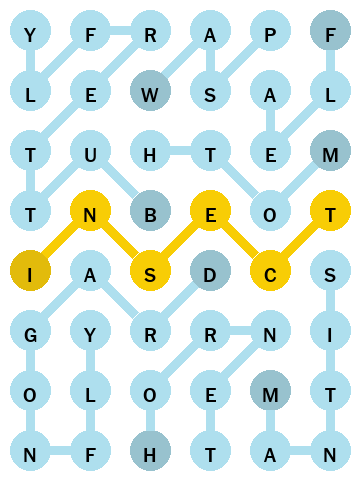 Y F R A P F
L E W S A L
T U H T E M
T N B E O T
I A S D C S
G Y R R N I
O L O E M T
N F H T A N